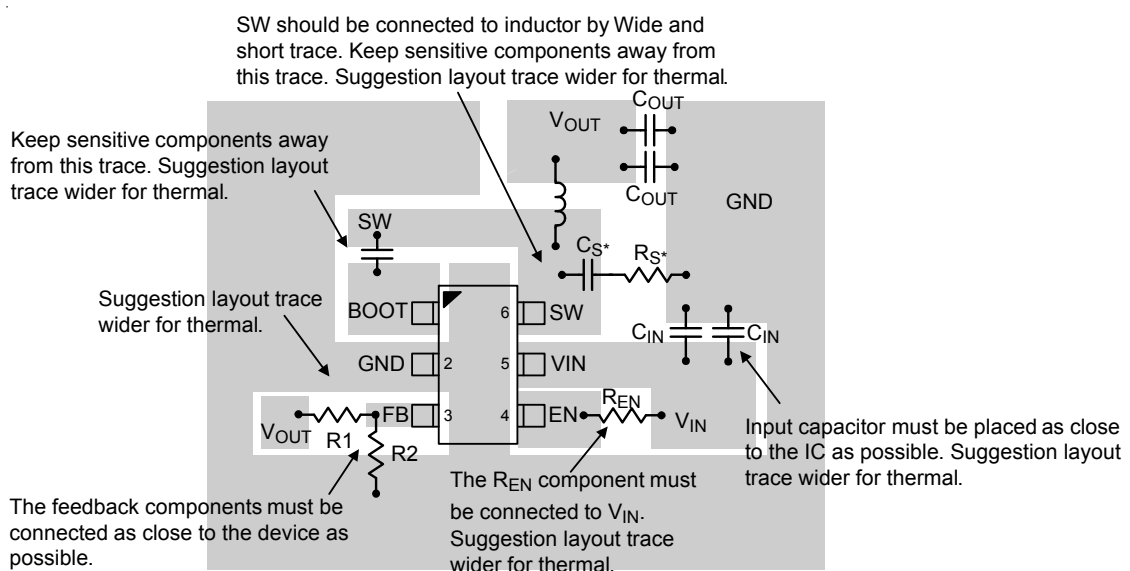 SW should be connected to inductor by Wide and
short trace. Keep sensitive components away from
this trace. Suggestion layout trace wider for thermal.
Keep sensitive components away
from this trace. Suggestion layout
trace wider for thermal.
COUT
VOUT
COUT
GND
SW
CS*
RS*
Suggestion layout trace
wider for thermal.
BOOT
6
SW
CIN
CIN
GND
2
5
VIN
REN
FB
3
4
EN
VIN
VOUT
R1
R2
Input capacitor must be placed as close
to the IC as possible. Suggestion layout
trace wider for thermal.
The REN component must
be connected to VIN.
Suggestion layout trace
wider for thermal.
The feedback components must be
connected as close to the device as
possible.